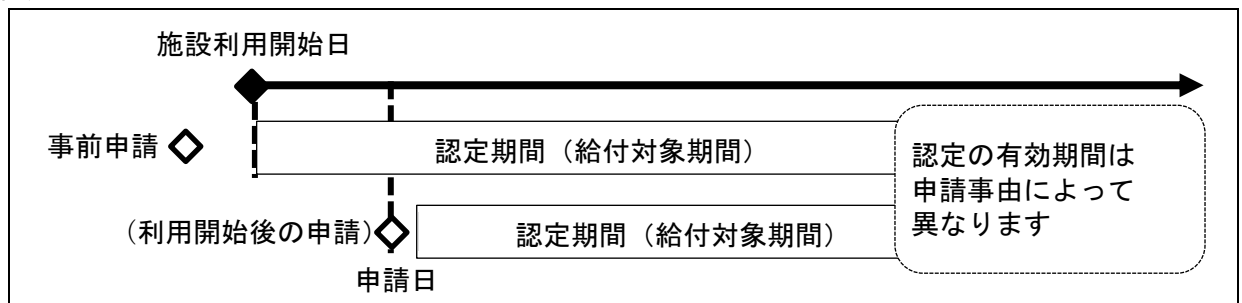 施設利用開始日
事前申請
認定期間（給付対象期間）
認定の有効期間は
申請事由によって
異なります
（利用開始後の申請）
認定期間（給付対象期間）
申請日